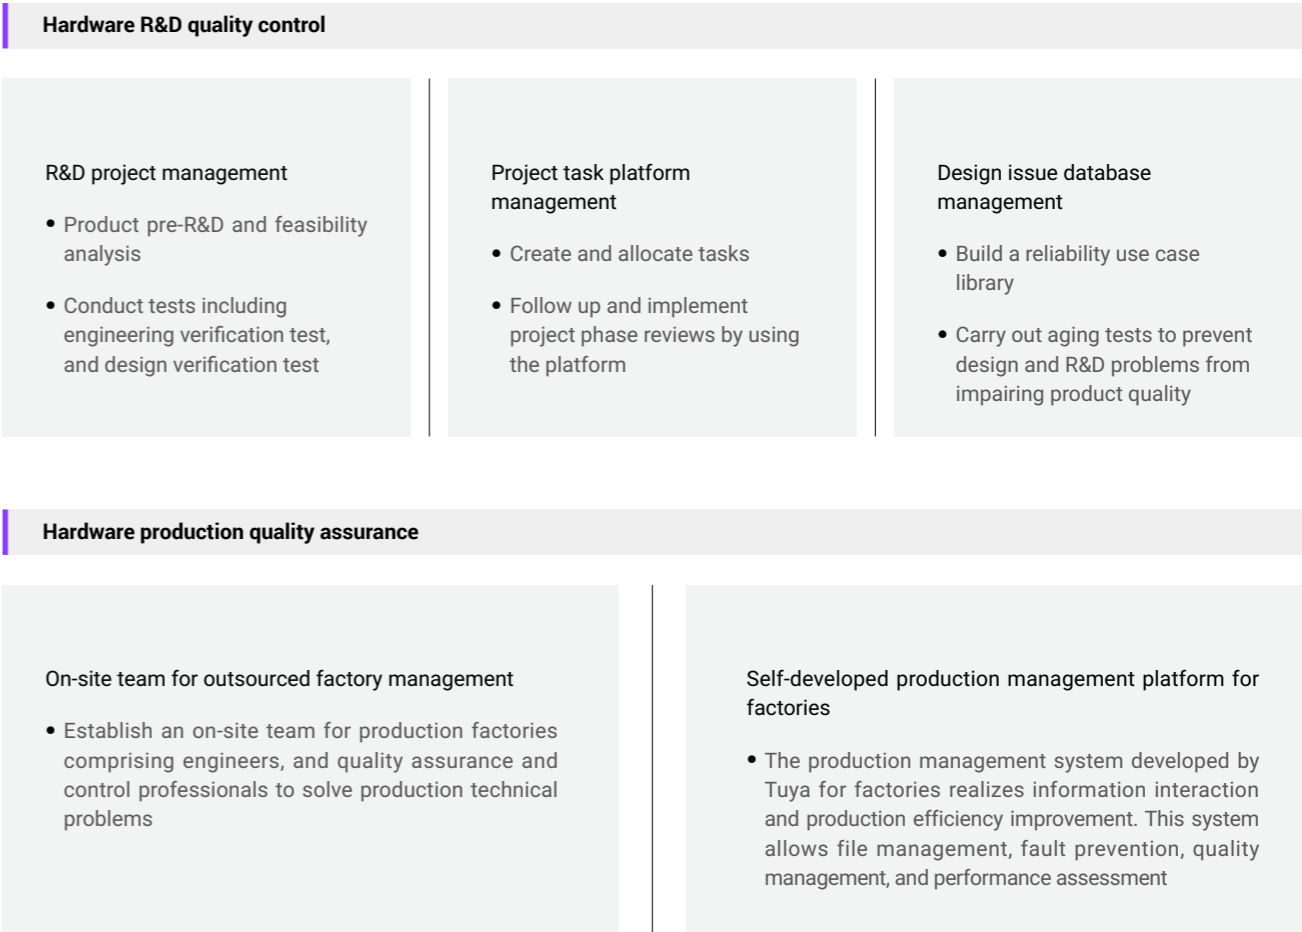 Hardware R&D quality control
R&D project management
• Product pre-R&D and feasibility
analysis
• Conduct tests including
engineering verification test,
and design verification test
Project task platform
management
• Create and allocate tasks
• Follow up and implement
project phase reviews by using
the platform
Design issue database
management
• Build a reliability use case
library
• Carry out aging tests to prevent
design and R&D problems from
impairing product quality
Hardware production quality assurance
On-site team for outsourced factory management
• Establish an on-site team for production factories
comprising engineers, and quality assurance and
control professionals to solve production technical
problems
Self-developed production management platform for
factories
• The production management system developed by
Tuya for factories realizes information interaction
and production efficiency improvement. This system
allows file management, fault prevention, quality
management, and performance assessment